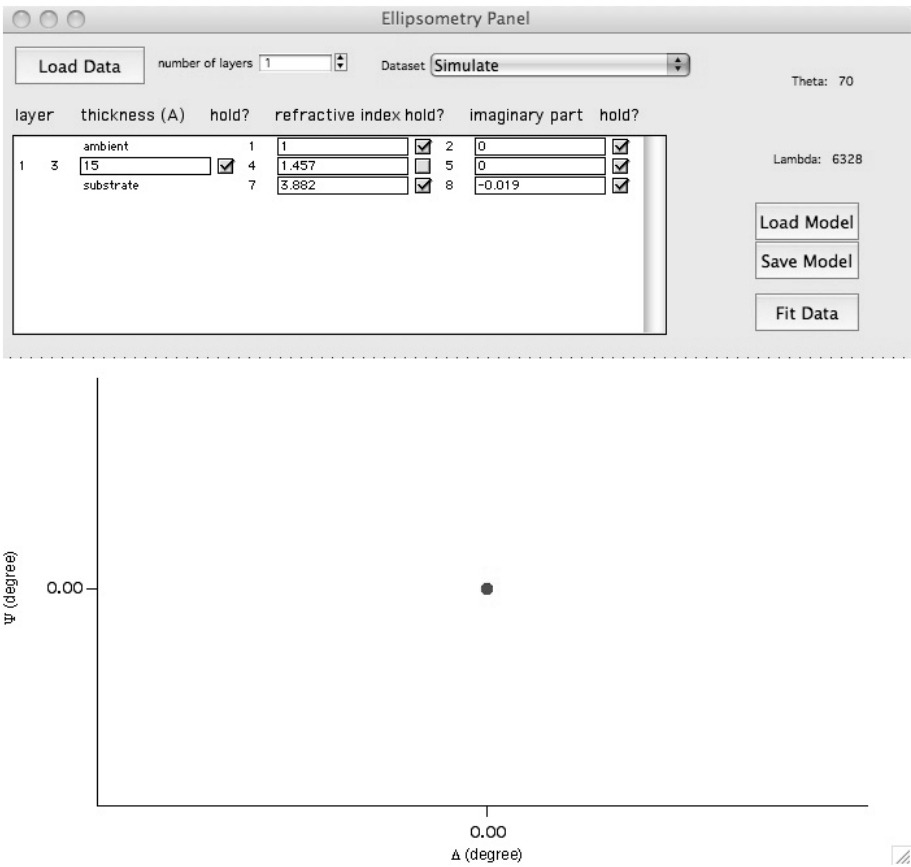 Ellipsometry Panel
Load Data number of layers 1 Dataset Simulate Theta: 70
layer thickness (A) hold? refractive index hold? imaginary part hold?
ambient 1 1 2 0
1 3 15 4 1.457 5 0 Lambda: 6328
substrate 7 3.882 8 -0.019
Load Model
Save Model
Fit Data
Ψ (degree)
0.00
0.00
Δ (degree)